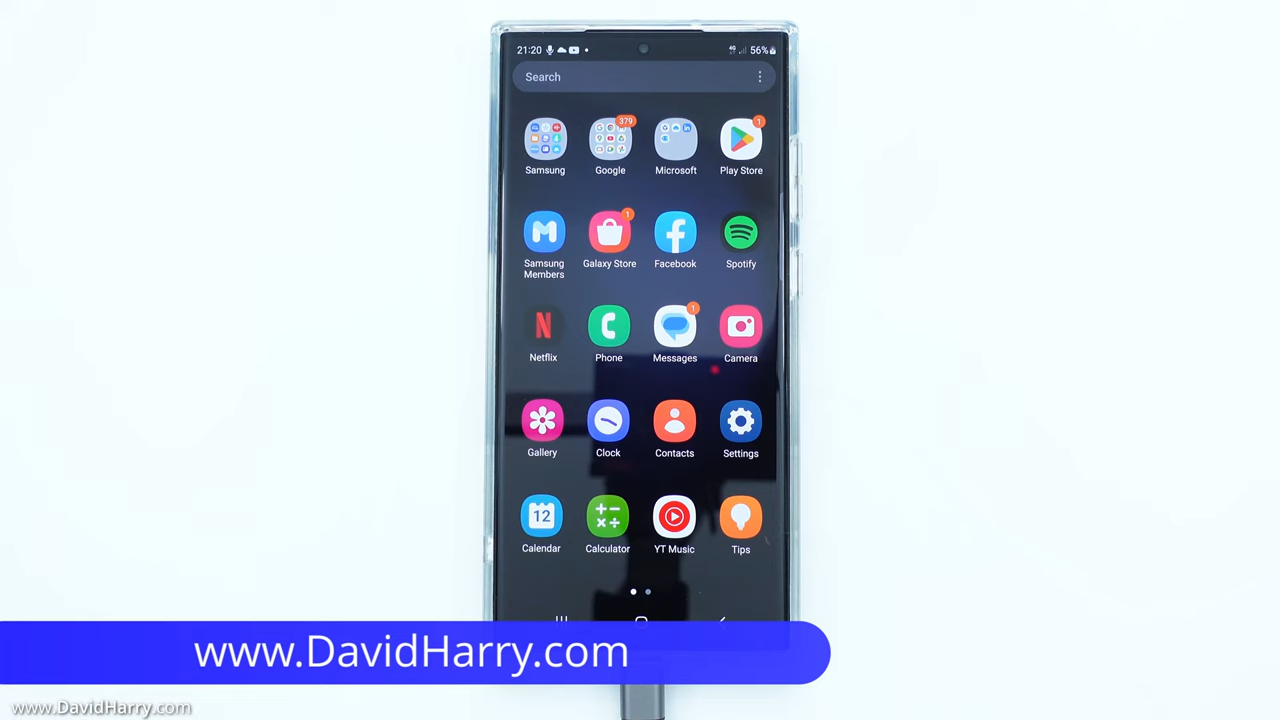 21:20
4G
56%
Search
379
1
Samsung
Google
Microsoft
Play Store
1
Samsung
Members
Galaxy Store
Facebook
Spotify
1
Netflix
Phone
Messages
Camera
Gallery
Clock
Contacts
Settings
12
Calendar
Calculator
YT Music
Tips
www.DavidHarry.com
www.DavidHarry.com